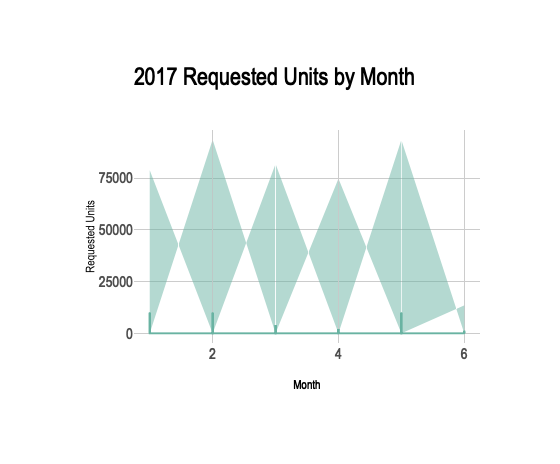 2017 Requested Units by Month
75000
50000
25000
0
Requested Units
2
4
6
Month